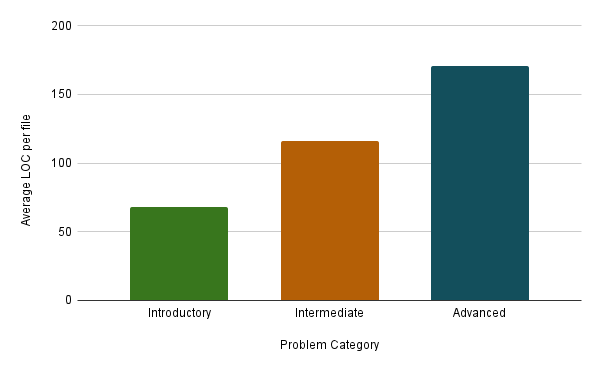 200
150
100
50
0
Average LOC per file
Introductory
Intermediate
Advanced
Problem Category